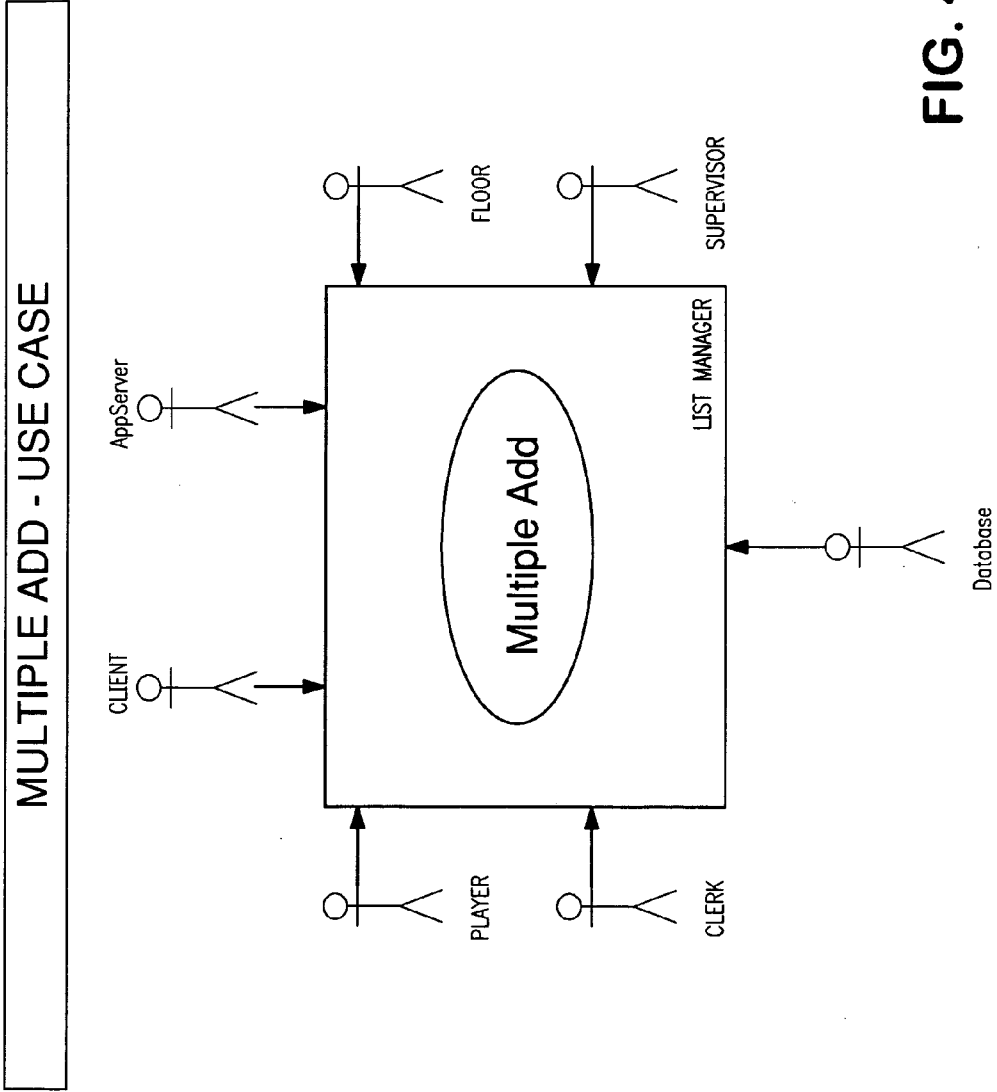 MULTIPLE ADD - USE CASE
CLIENT
AppServer
PLAYER
FLOOR
Multiple Add
CLERK
LIST MANAGER
SUPERVISOR
Database
FIG.